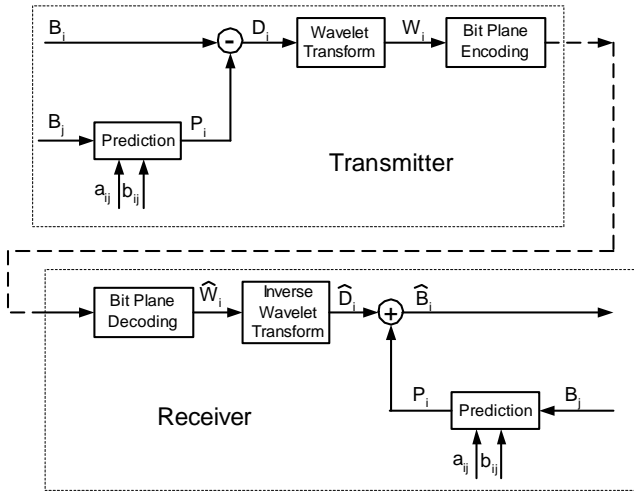 B_i
D_i
Wavelet
Transform
W_i
Bit Plane
Encoding
-
B_j
Prediction
P_i
a_ij
b_ij
Transmitter
Bit Plane
Decoding
Ŵ_i
Inverse
Wavelet
Transform
D̂_i
+
B̂_i
P_i
Prediction
B_j
a_ij
b_ij
Receiver